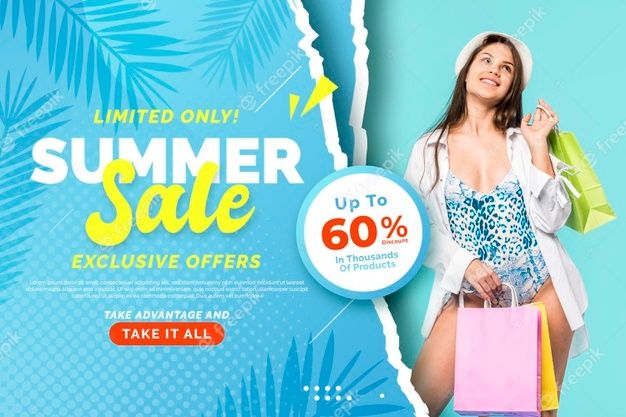 LIMITED ONLY!
SUMMER
Sale
EXCLUSIVE OFFERS
TAKE ADVANTAGE AND
TAKE IT ALL
Up To
60%
Discount
In Thousands
Of Products
freepik